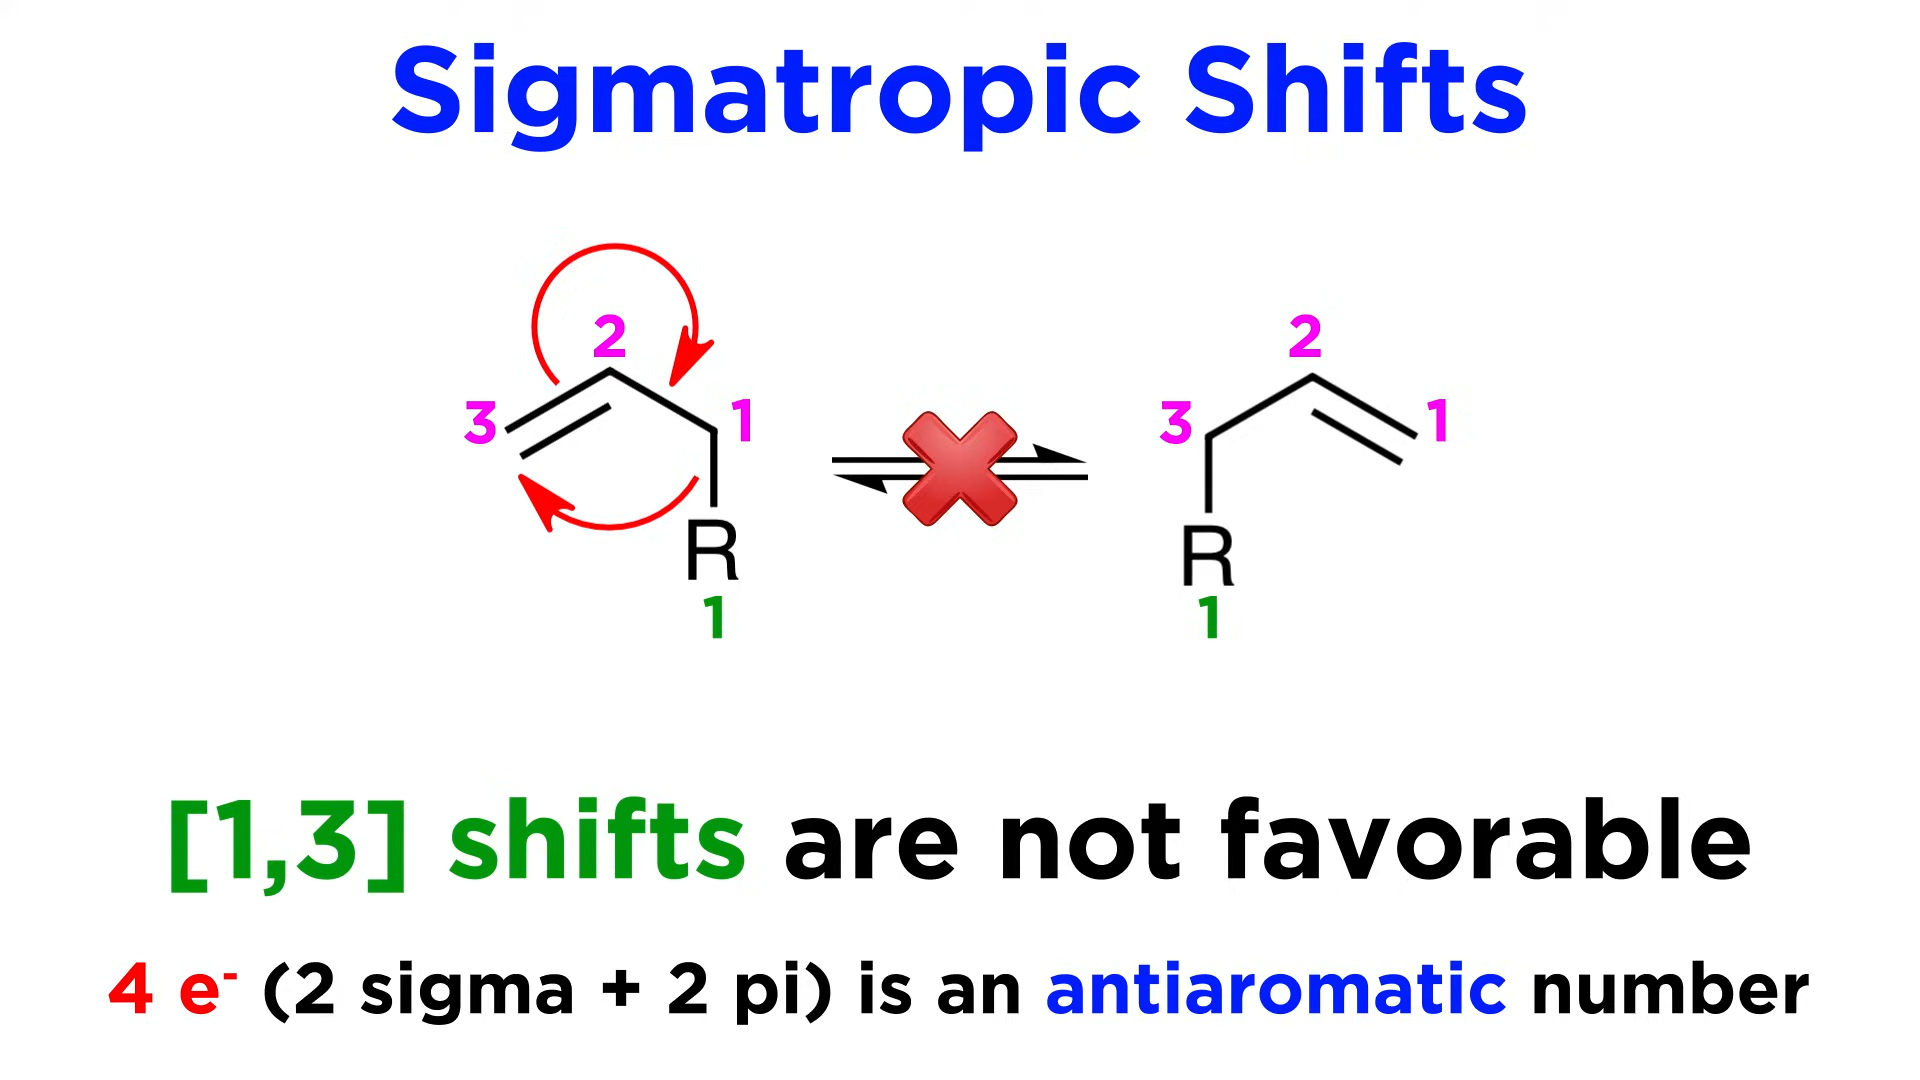 Sigmatropic Shifts
2 2
3 1 3 1
R R
1 1
[1,3] shifts are not favorable
4 e⁻ (2 sigma + 2 pi) is an antiaromatic number